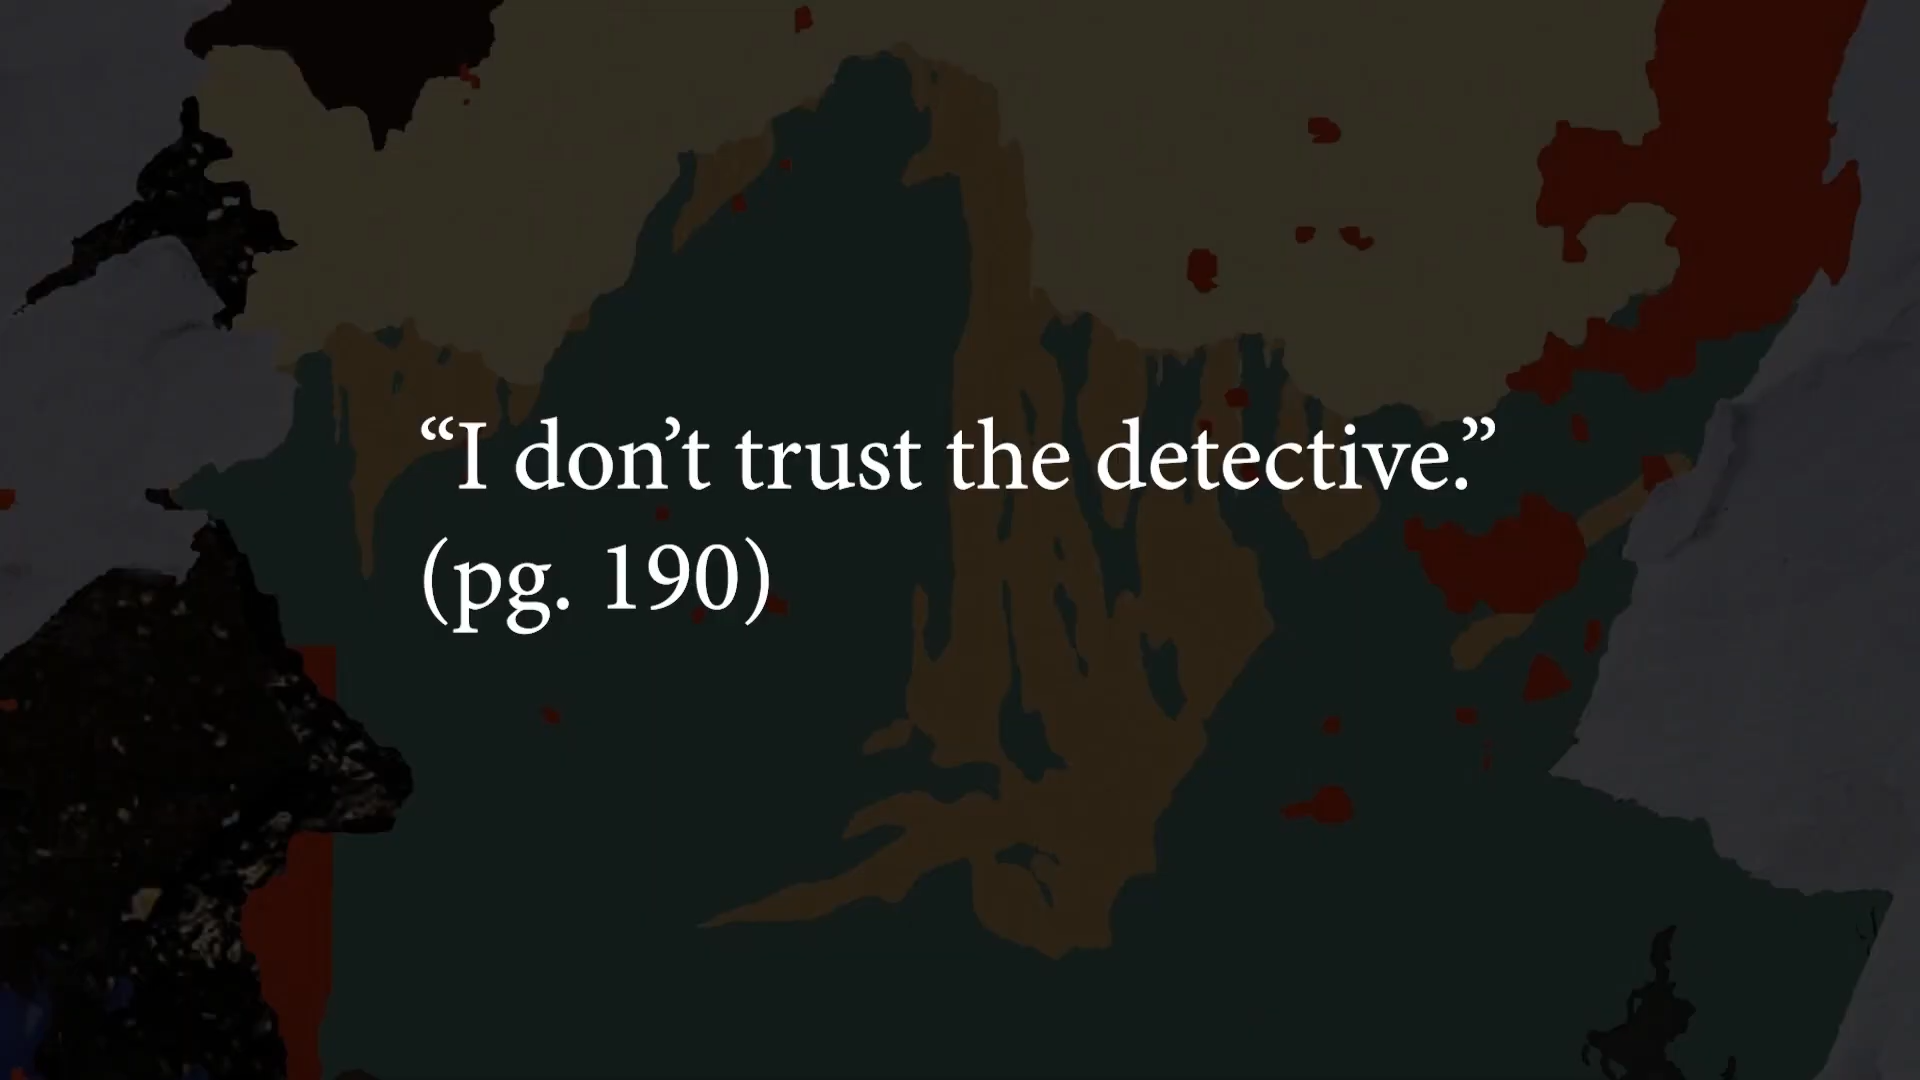 “I don’t trust the detective.”
(pg. 190)